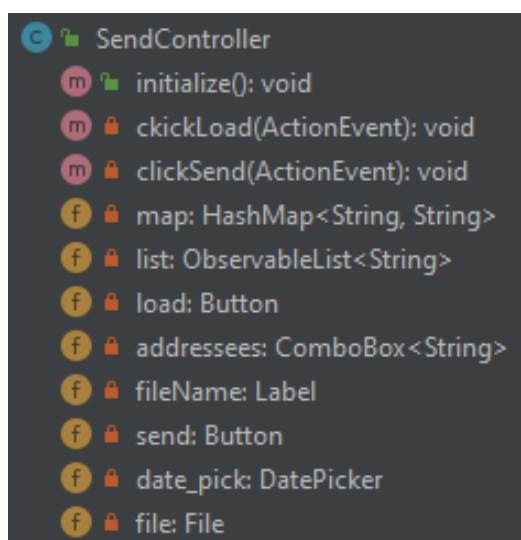 SendController
initialize(): void
ckickLoad(ActionEvent): void
clickSend(ActionEvent): void
map: HashMap<String, String>
list: ObservableList<String>
load: Button
addressees: ComboBox<String>
fileName: Label
send: Button
date_pick: DatePicker
file: File